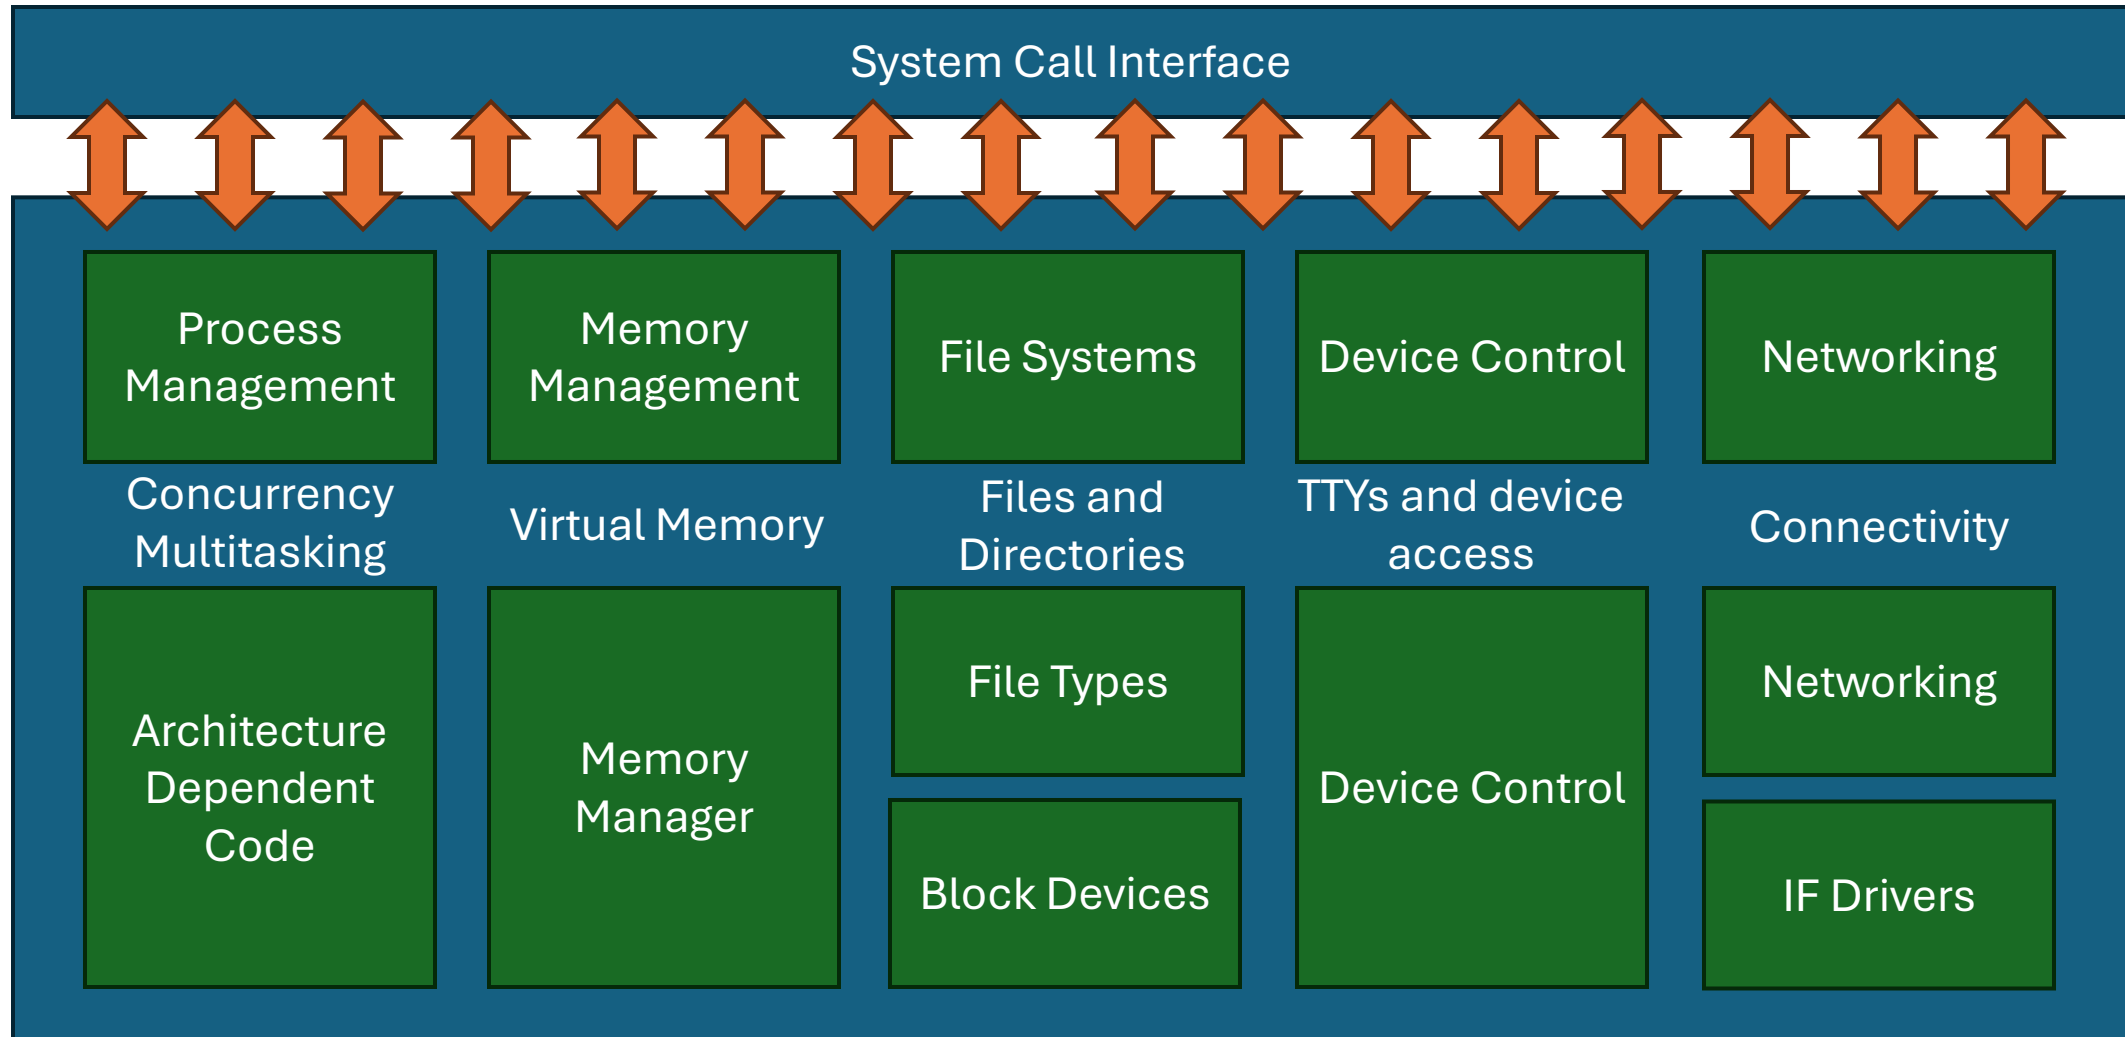 System Call Interface
Process
Management
Memory
Management
File Systems
Device Control
Networking
Concurrency
Multitasking
Virtual Memory
Files and
Directories
TTYs and device
access
Connectivity
Architecture
Dependent
Code
Memory
Manager
File Types
Block Devices
Device Control
Networking
IF Drivers